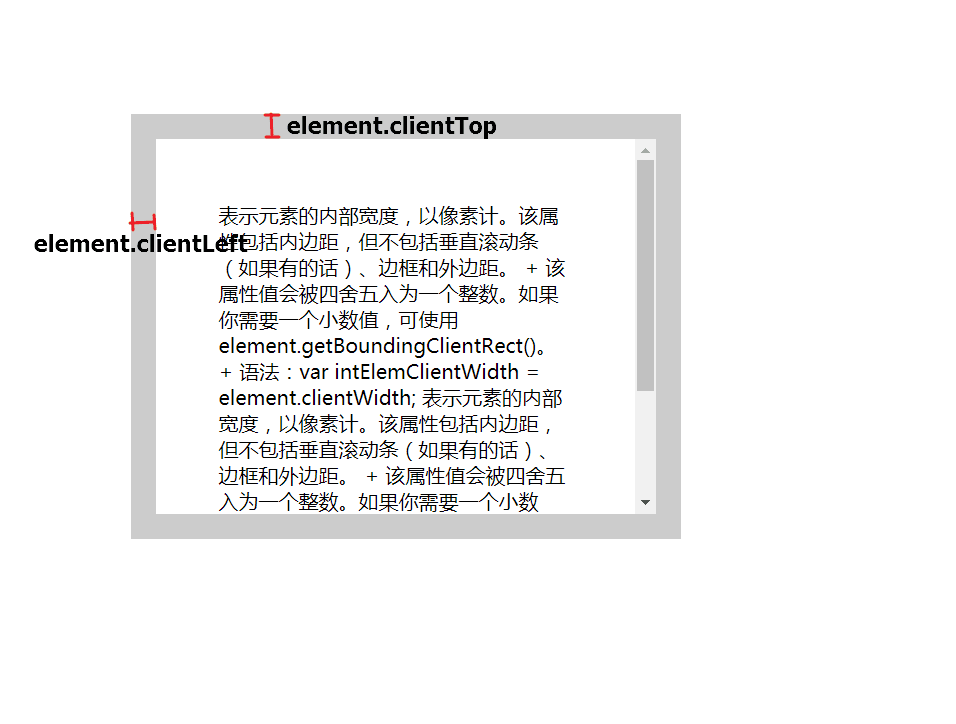 element.clientTop
表示元素的内部宽度，以像素计。该属
element.clientLeft
性包括内边距，但不包括垂直滚动条
（如果有的话）、边框和外边距。 + 该
属性值会被四舍五入为一个整数。如果
你需要一个小数值，可使用
element.getBoundingClientRect()。
+ 语法：var intElemClientWidth =
element.clientWidth; 表示元素的内部
宽度，以像素计。该属性包括内边距，
但不包括垂直滚动条（如果有的话）、
边框和外边距。 + 该属性值会被四舍五
入为一个整数。如果你需要一个小数